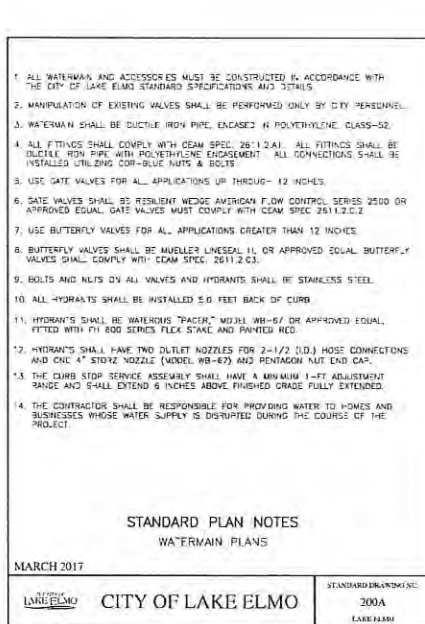 1. ALL WATERMAIN AND ACCESSORIES MUST BE CONSTRUCTED IN ACCORDANCE WITH
THE CITY OF LAKE ELMO STANDARD SPECIFICATIONS AND DETAILS
2. MANIPULATION OF EXISTING VALVES SHALL BE PERFORMED ONLY BY CITY PERSONNEL.
3. WATERMAIN SHALL BE DUCTILE IRON PIPE, ENCASED IN POLYETHYLENE, CLASS-52.
4. ALL FITTINGS SHALL COMPLY WITH CEAM SPEC. 2611.2.A1. ALL FITTINGS SHALL BE
DUCTILE IRON PIPE WITH POLYETHYLENE ENCASEMENT. ALL CONNECTIONS SHALL BE
INSTALLED UTILIZING COR-BLUE NUTS & BOLTS.
5. USE GATE VALVES FOR ALL APPLICATIONS UP THROUGH 12 INCHES.
6. GATE VALVES SHALL BE RESILIENT WEDGE AMERICAN FLOW CONTROL SERIES 2500 OR
APPROVED EQUAL. GATE VALVES MUST COMPLY WITH CEAM SPEC 2611.2.C.2
7. USE BUTTERFLY VALVES FOR ALL APPLICATIONS GREATER THAN 12 INCHES.
8. BUTTERFLY VALVES SHALL BE MUELLER LINESEAL III, OR APPROVED EQUAL. BUTTERFLY
VALVES SHALL COMPLY WITH CEAM SPEC. 2611.2.C3.
9. BOLTS AND NUTS ON ALL VALVES AND HYDRANTS SHALL BE STAINLESS STEEL.
10. ALL HYDRANTS SHALL BE INSTALLED 5.0 FEET BACK OF CURB.
11. HYDRANTS SHALL BE WATEROUS "PACER," MODEL WB-67 OR APPROVED EQUAL,
FITTED WITH FH 800 SERIES FLEX STAKE AND PAINTED RED.
12. HYDRANTS SHALL HAVE TWO OUTLET NOZZLES FOR 2-1/2 (I.D.) HOSE CONNECTIONS
AND ONE 4" STORZ NOZZLE (MODEL WB-67) AND PENTAGON NUT END CAP.
13. THE CURB STOP SERVICE ASSEMBLY SHALL HAVE A MINIMUM 1-FT ADJUSTMENT
RANGE AND SHALL EXTEND 6 INCHES ABOVE FINISHED GRADE FULLY EXTENDED.
14. THE CONTRACTOR SHALL BE RESPONSIBLE FOR PROVIDING WATER TO HOMES AND
BUSINESSES WHOSE WATER SUPPLY IS DISRUPTED DURING THE COURSE OF THE
PROJECT.
STANDARD PLAN NOTES
WATERMAIN PLANS
MARCH 2017
LAKE ELMO
CITY OF LAKE ELMO
STANDARD DRAWING NO.
200A
LAKE ELMO